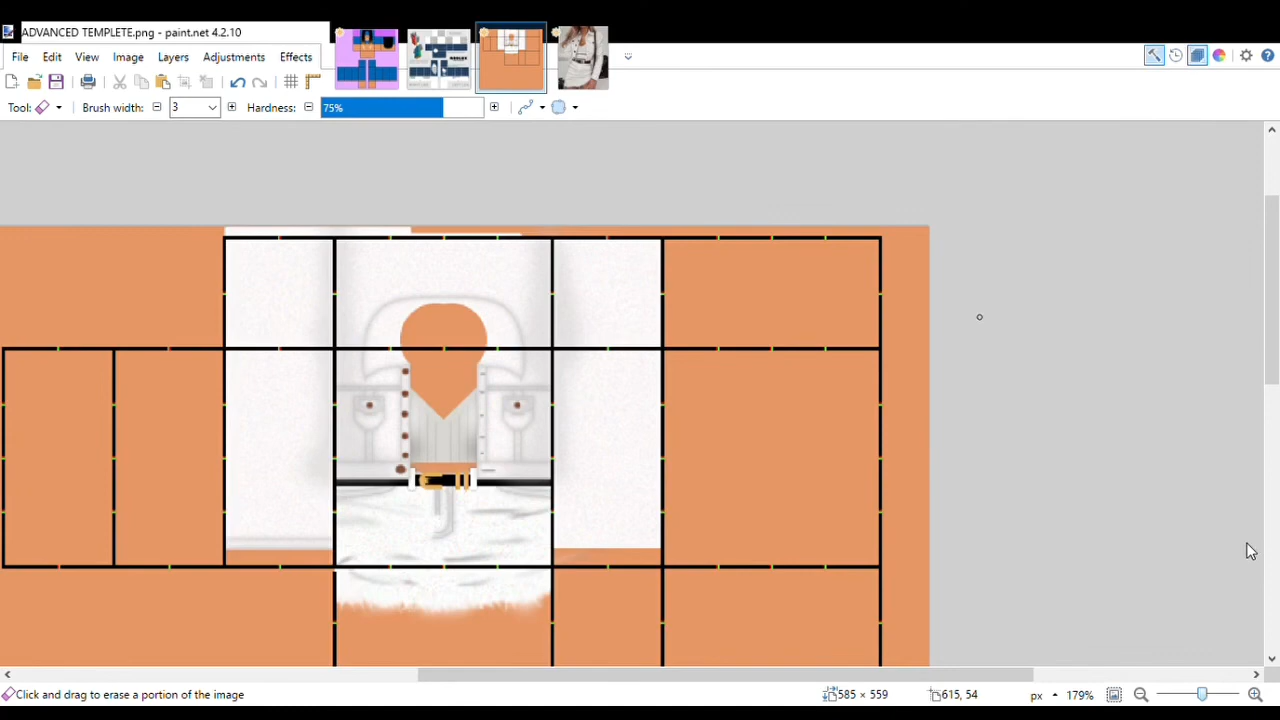 ADVANCED TEMPLETE.png - paint.net 4.2.10
File Edit View Image Layers Adjustments Effects
Tool: Brush width: 3 Hardness: 75%
Click and drag to erase a portion of the image 585 × 559 615, 54 px 179%